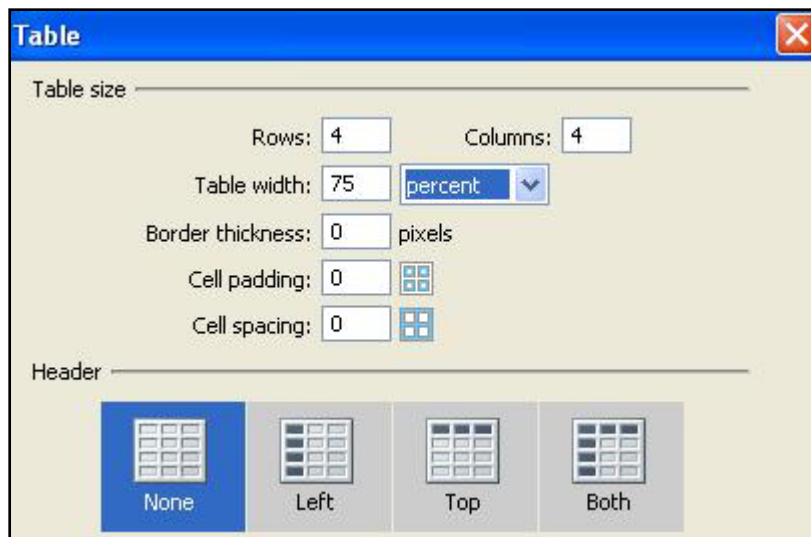 Table
Table size
Rows: 4 Columns: 4
Table width: 75 percent
Border thickness: 0 pixels
Cell padding: 0
Cell spacing: 0
Header
None Left Top Both